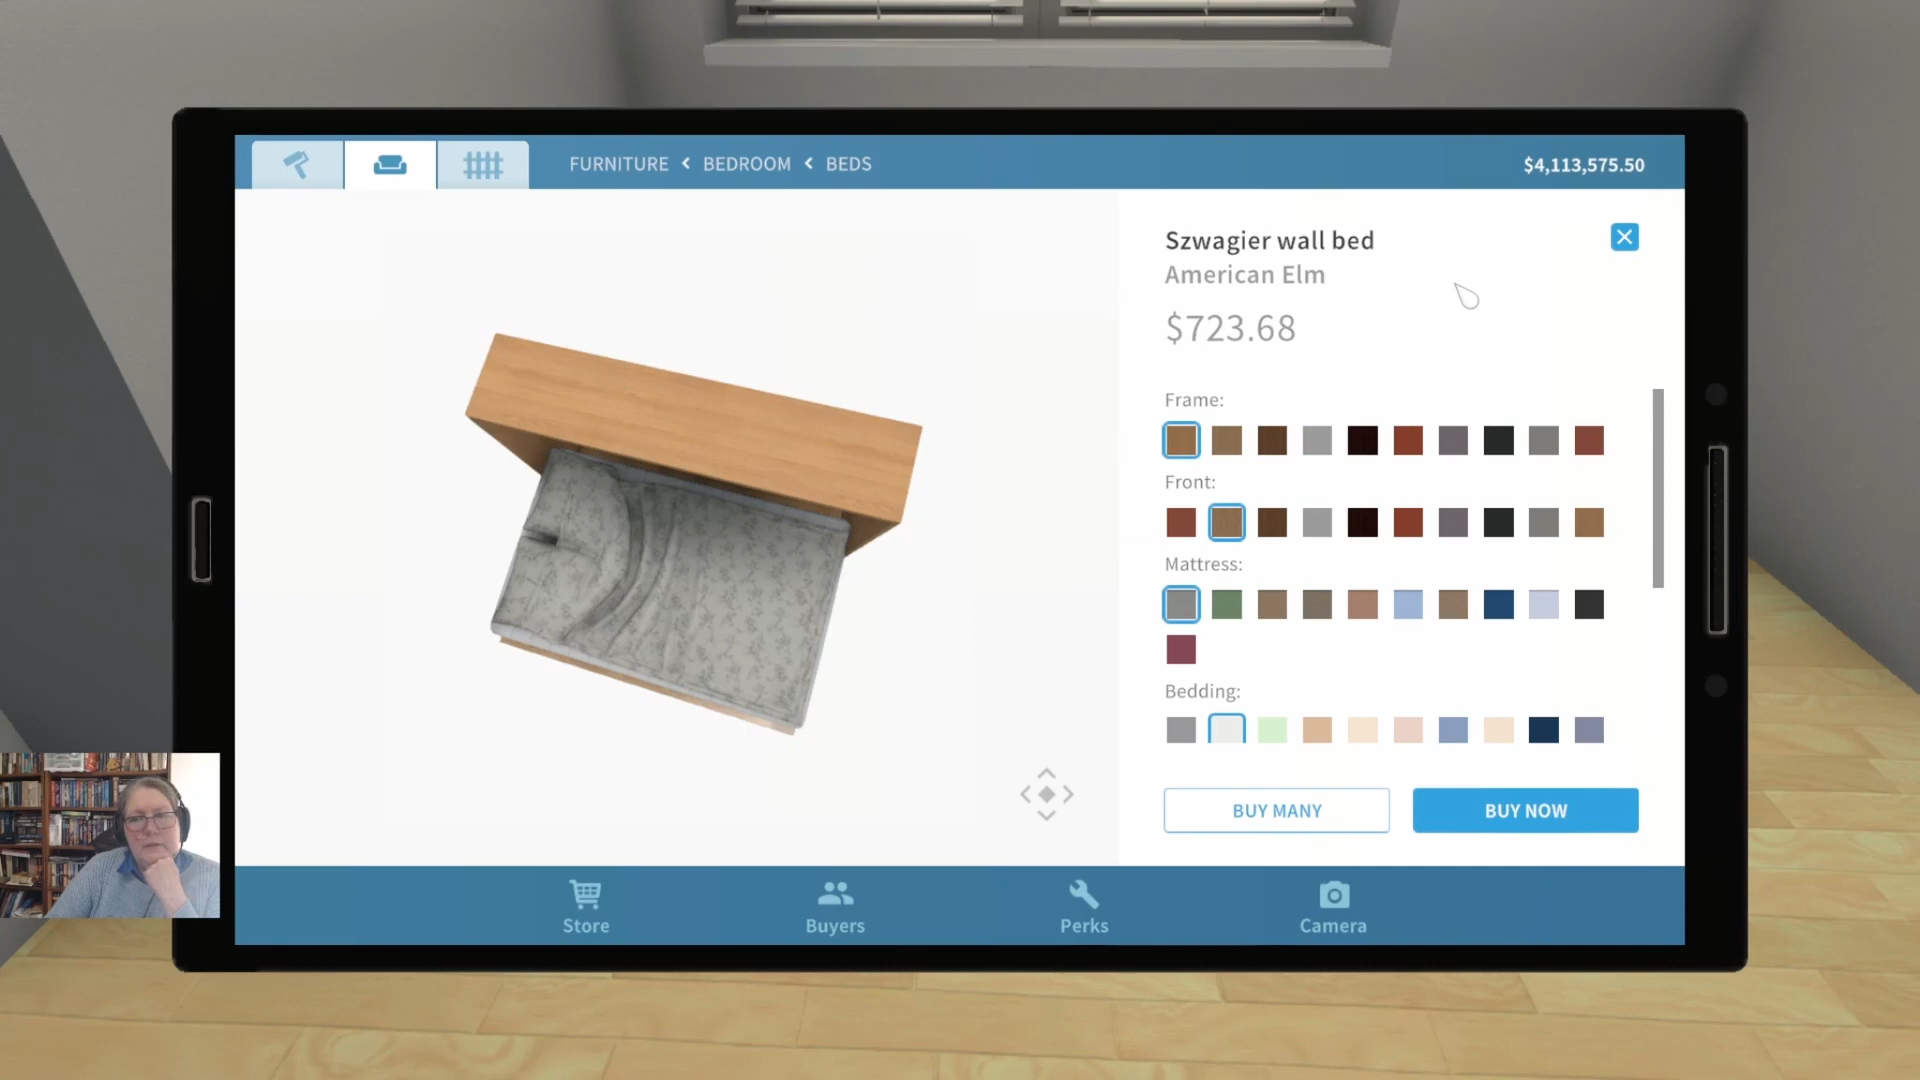 FURNITURE < BEDROOM < BEDS
$4,113,575.50
Szwagier wall bed
American Elm
$723.68
Frame:
Front:
Mattress:
Bedding:
BUY MANY
BUY NOW
Store
Buyers
Perks
Camera